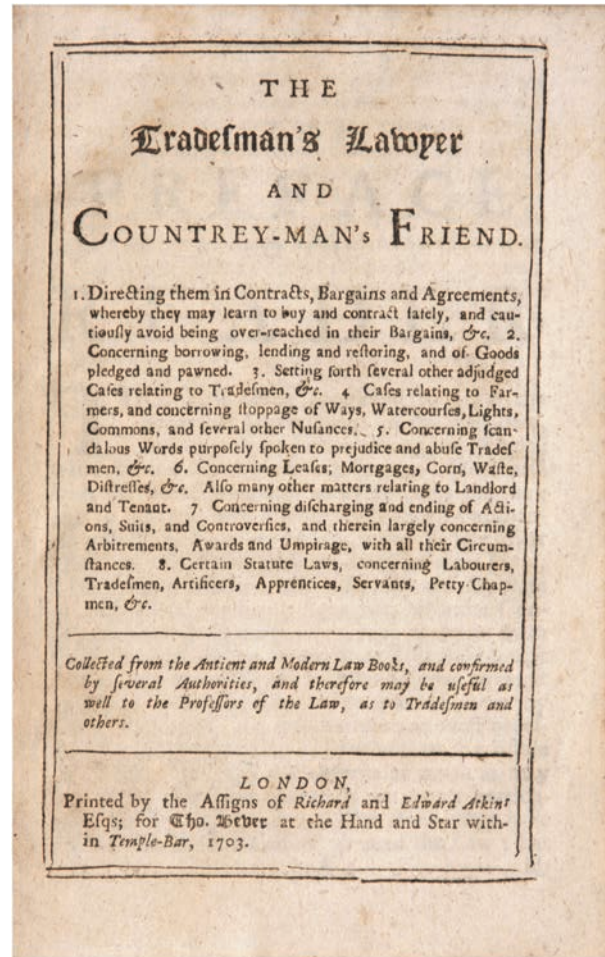 THE
Tradeſman's Lawyer
AND
COUNTREY-MAN's FRIEND.
1. Directing them in Contracts, Bargains and Agreements,
whereby they may learn to buy and contract ſafely, and cau-
tiouſly avoid being over-reached in their Bargains, &c. 2.
Concerning borrowing, lending and reſtoring, and of Goods
pledged and pawned. 3. Setting forth ſeveral other adjudged
Caſes relating to Tradeſmen, &c. 4 Caſes relating to Far-
mers, and concerning ſtoppage of Ways, Watercourſes, Lights,
Commons, and ſeveral other Nuſances. 5. Concerning ſcan-
dalous Words purpoſely ſpoken to prejudice and abuſe Tradeſ
men, &c. 6. Concerning Leaſes, Mortgages, Corn, Waſte,
Diſtreſſes, &c. Alſo many other matters relating to Landlord
and Tenant. 7 Concerning diſcharging and ending of Acti-
ons, Suits, and Controverſies, and therein largely concerning
Arbitrements, Awards and Umpirage, with all their Circum-
ſtances. 8. Certain Statute Laws, concerning Labourers,
Tradeſmen, Artificers, Apprentices, Servants, Petty Chap-
men, &c.
Collected from the Antient and Modern Law Books, and confirmed
by ſeveral Authorities, and therefore may be uſeful as
well to the Profeſſors of the Law, as to Tradeſmen and
others.
LONDON,
Printed by the Aſſigns of Richard and Edward Atkins
Eſqs; for Tho. Bever at the Hand and Star with-
in Temple-Bar, 1703.